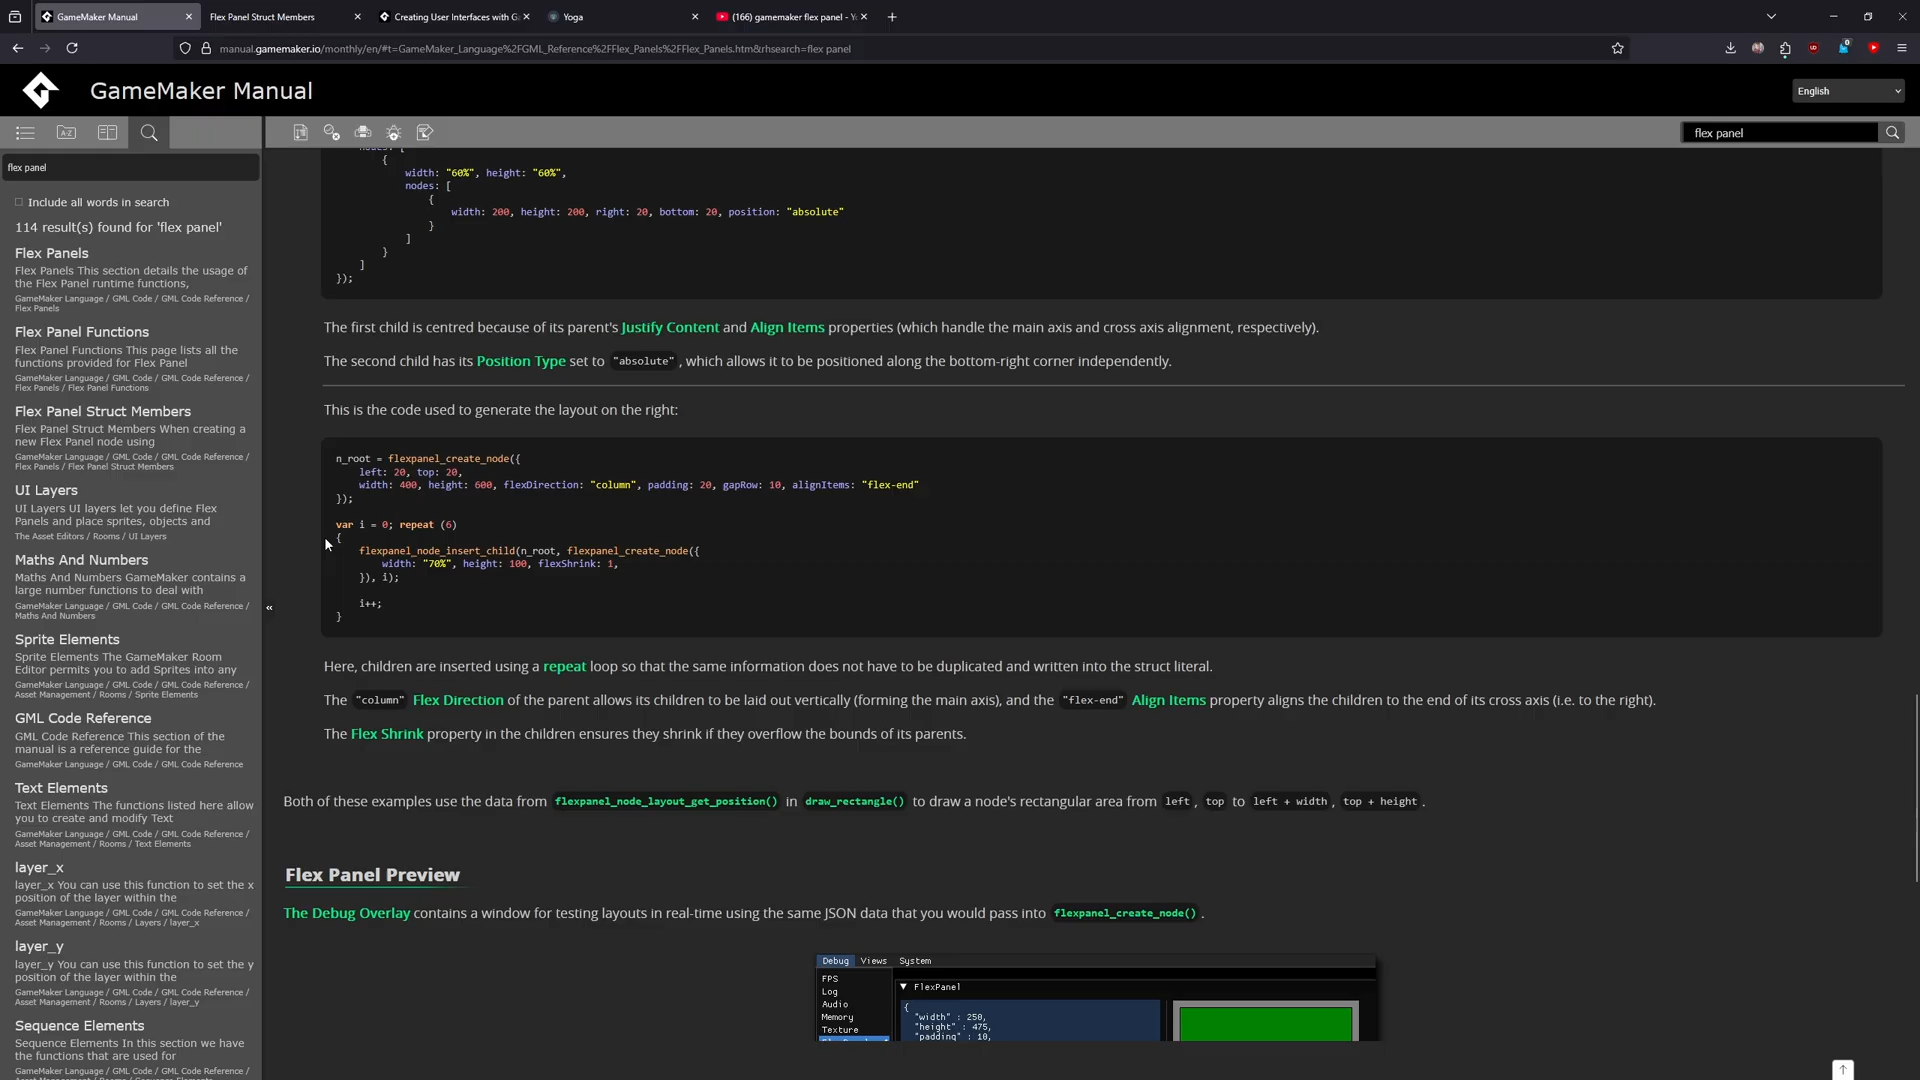 GameMaker Manual
Flex Panel Struct Members
Creating User Interfaces with G
Yoga
(166) gamemaker flex panel - Yo
manual.gamemaker.io/monthly/en/#t=GameMaker_Language%2FGML_Reference%2FFlex_Panels%2FFlex_Panels.htm&rhsearch=flex panel
GameMaker Manual
English
flex panel
flex panel
Include all words in search
114 result(s) found for 'flex panel'
Flex Panels
Flex Panels This section details the usage of
the Flex Panel runtime functions,
GameMaker Language / GML Code / GML Code Reference /
Flex Panels
Flex Panel Functions
Flex Panel Functions This page lists all the
functions provided for Flex Panel
GameMaker Language / GML Code / GML Code Reference /
Flex Panels / Flex Panel Functions
Flex Panel Struct Members
Flex Panel Struct Members When creating a
new Flex Panel node using
GameMaker Language / GML Code / GML Code Reference /
Flex Panels / Flex Panel Struct Members
UI Layers
UI Layers UI layers let you define Flex
Panels and place sprites, objects and
The Asset Editors / Rooms / UI Layers
Maths And Numbers
Maths And Numbers GameMaker contains a
large number functions to deal with
GameMaker Language / GML Code / GML Code Reference /
Maths And Numbers
Sprite Elements
Sprite Elements The GameMaker Room
Editor permits you to add Sprites into any
GameMaker Language / GML Code / GML Code Reference /
Asset Management / Rooms / Sprite Elements
GML Code Reference
GML Code Reference This section of the
manual is a reference guide for the
GameMaker Language / GML Code / GML Code Reference
Text Elements
Text Elements The functions listed here allow
you to create and modify Text
GameMaker Language / GML Code / GML Code Reference /
Asset Management / Rooms / Text Elements
layer_x
layer_x You can use this function to set the x
position of the layer within the
GameMaker Language / GML Code / GML Code Reference /
Asset Management / Rooms / Layers / layer_x
layer_y
layer_y You can use this function to set the y
position of the layer within the
GameMaker Language / GML Code / GML Code Reference /
Asset Management / Rooms / Layers / layer_y
Sequence Elements
Sequence Elements In this section we have
the functions that are used for
GameMaker Language / GML Code / GML Code Reference /
nodes: [
{
width: "60%", height: "60%",
nodes: [
{
width: 200, height: 200, right: 20, bottom: 20, position: "absolute"
}
]
}
]
});
The first child is centred because of its parent's Justify Content and Align Items properties (which handle the main axis and cross axis alignment, respectively).
The second child has its Position Type set to "absolute", which allows it to be positioned along the bottom-right corner independently.
This is the code used to generate the layout on the right:
n_root = flexpanel_create_node({
left: 20, top: 20,
width: 400, height: 600, flexDirection: "column", padding: 20, gapRow: 10, alignItems: "flex-end"
});
var i = 0; repeat (6)
{
flexpanel_node_insert_child(n_root, flexpanel_create_node({
width: "70%", height: 100, flexShrink: 1,
}), i);
i++;
}
Here, children are inserted using a repeat loop so that the same information does not have to be duplicated and written into the struct literal.
The "column" Flex Direction of the parent allows its children to be laid out vertically (forming the main axis), and the "flex-end" Align Items property aligns the children to the end of its cross axis (i.e. to the right).
The Flex Shrink property in the children ensures they shrink if they overflow the bounds of its parents.
Both of these examples use the data from flexpanel_node_layout_get_position() in draw_rectangle() to draw a node's rectangular area from left, top to left + width, top + height.
Flex Panel Preview
The Debug Overlay contains a window for testing layouts in real-time using the same JSON data that you would pass into flexpanel_create_node().
Debug Views System
FPS
Log
Audio
Memory
Texture
FlexPanel
{
"width" : 250,
"height" : 475,
"padding" : 10,